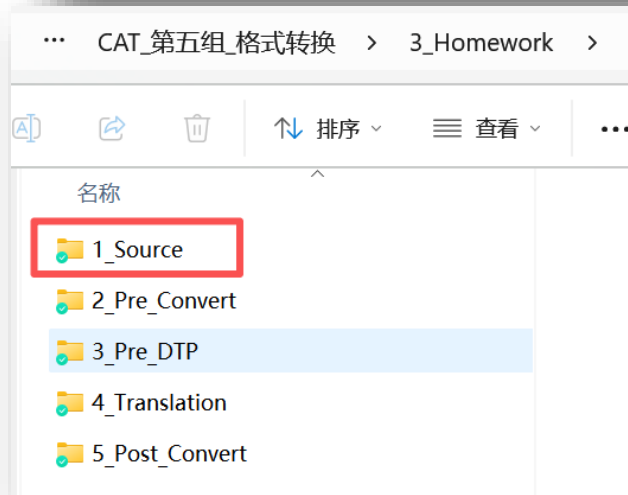 ··· CAT_第五组_格式转换 > 3_Homework >
A 排序 查看 ···
名称
1_Source
2_Pre_Convert
3_Pre_DTP
4_Translation
5_Post_Convert